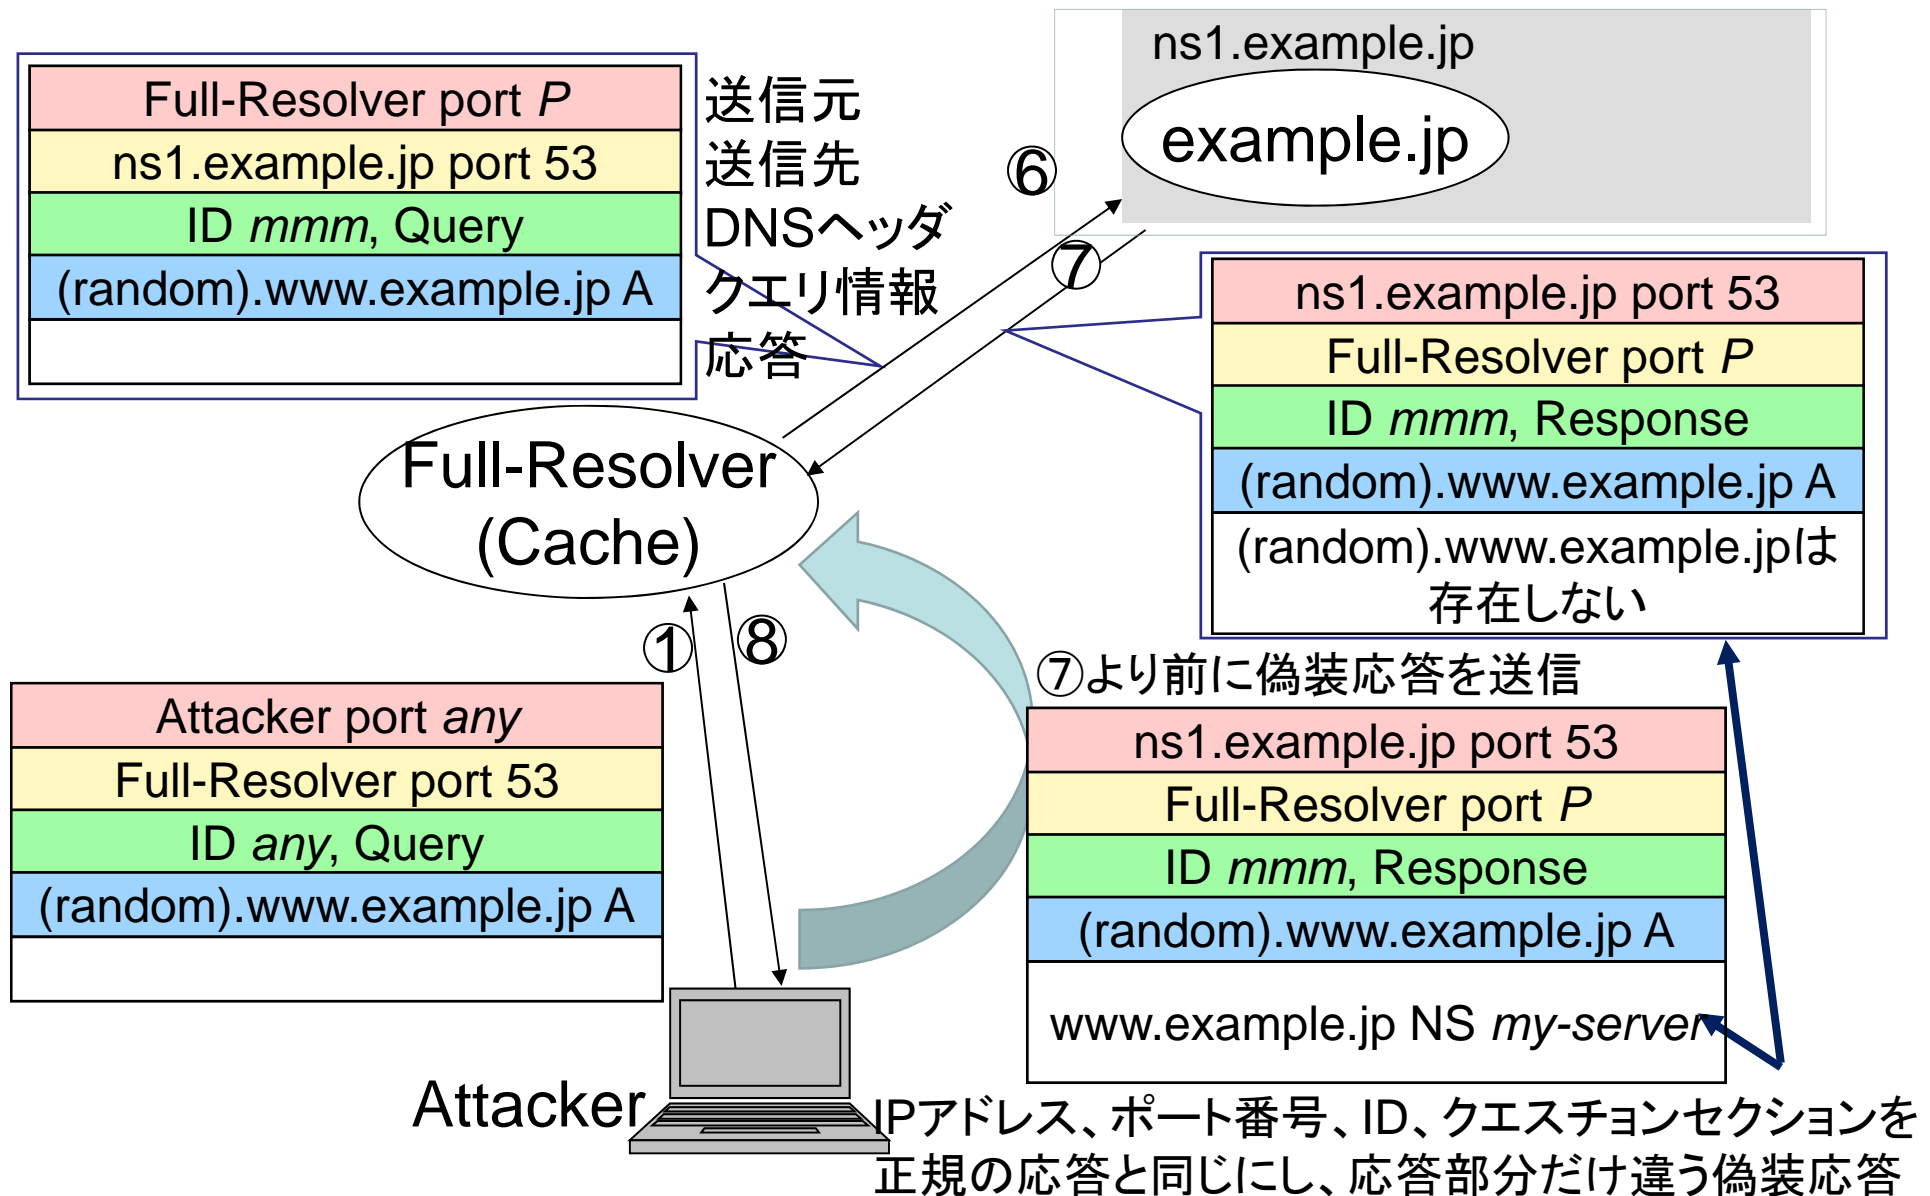 ns1.example.jp
example.jp
Full-Resolver port P
ns1.example.jp port 53
ID mmm, Query
(random).www.example.jp A
送信元
送信先
DNSヘッダ
クエリ情報
応答
⑥
⑦
ns1.example.jp port 53
Full-Resolver port P
ID mmm, Response
(random).www.example.jp A
(random).www.example.jpは
存在しない
Full-Resolver
(Cache)
①
⑧
⑦より前に偽装応答を送信
Attacker port any
Full-Resolver port 53
ID any, Query
(random).www.example.jp A
ns1.example.jp port 53
Full-Resolver port P
ID mmm, Response
(random).www.example.jp A
www.example.jp NS my-server
Attacker
IPアドレス、ポート番号、ID、クエスチョンセクションを
正規の応答と同じにし、応答部分だけ違う偽装応答